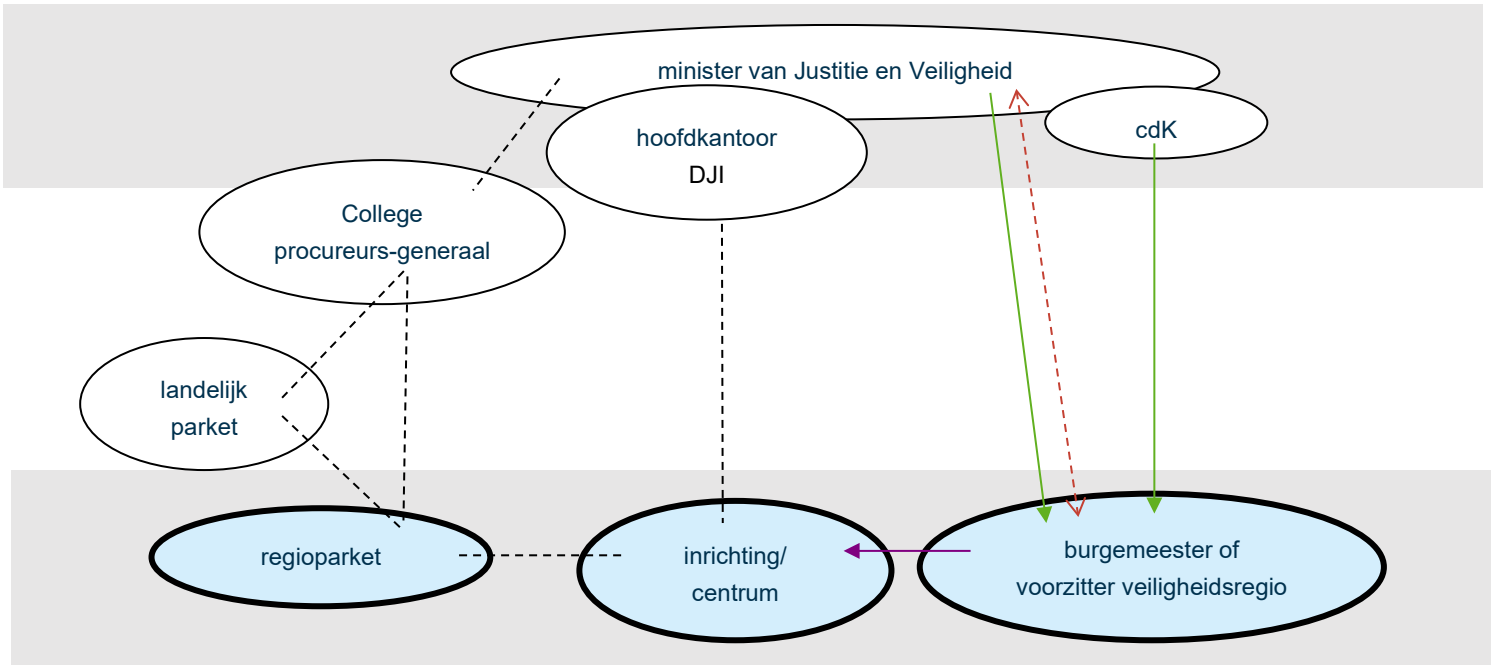 minister van Justitie en Veiligheid
hoofdkantoor
DJI
cdK
College
procureurs-generaal
landelijk
parket
regioparket
inrichting/
centrum
burgemeester of
voorzitter veiligheidsregio